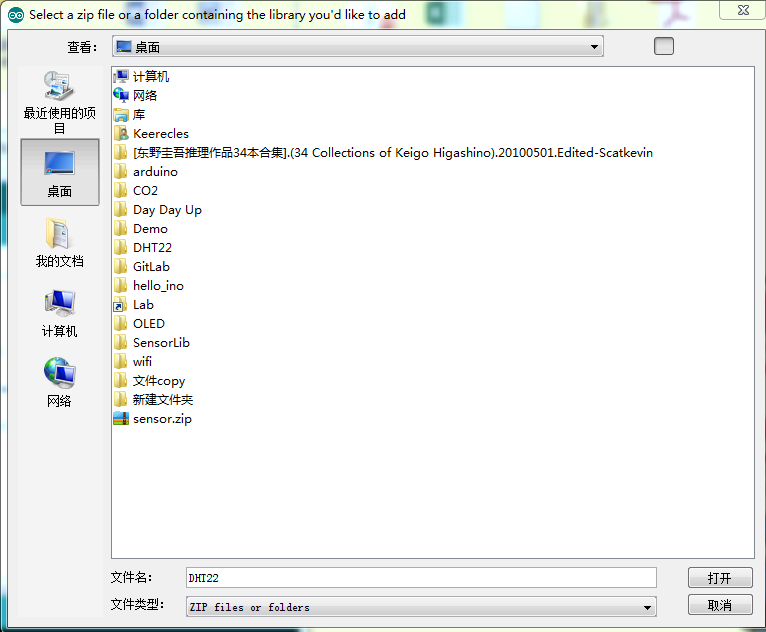 Select a zip file or a folder containing the library you'd like to add
查看：
桌面
最近使用的项
目
桌面
我的文档
计算机
网络
计算机
网络
库
Keerecles
[东野圭吾推理作品34本合集].(34 Collections of Keigo Higashino).20100501.Edited-Scatkevin
arduino
CO2
Day Day Up
Demo
DHT22
GitLab
hello_ino
Lab
OLED
SensorLib
wifi
文件copy
新建文件夹
sensor.zip
文件名：
DHT22
打开
文件类型：
ZIP files or folders
取消